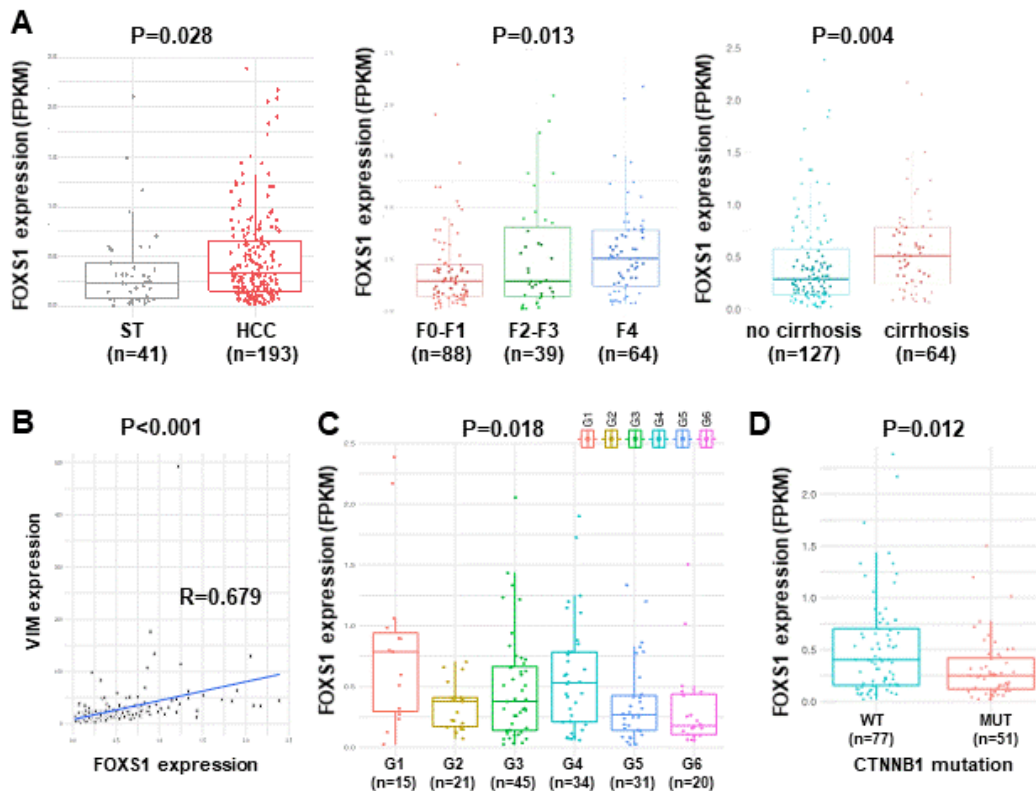 A
P=0.028
P=0.013
P=0.004
FOXS1 expression (FPKM)
ST
(n=41)
HCC
(n=193)
FOXS1 expression (FPKM)
F0-F1
(n=88)
F2-F3
(n=39)
F4
(n=64)
FOXS1 expression (FPKM)
2.5
2.0
1.5
1.0
0.5
0.0
no cirrhosis
(n=127)
cirrhosis
(n=64)
B
P<0.001
VIM expression
R=0.679
FOXS1 expression
C
P=0.018
G1
G2
G3
G4
G5
G6
FOXS1 expression (FPKM)
2.5
2.0
1.5
1.0
0.5
0.0
G1
(n=15)
G2
(n=21)
G3
(n=45)
G4
(n=34)
G5
(n=31)
G6
(n=20)
D
P=0.012
FOXS1 expression (FPKM)
2.0
1.5
1.0
0.5
0.0
WT
(n=77)
MUT
(n=51)
CTNNB1 mutation